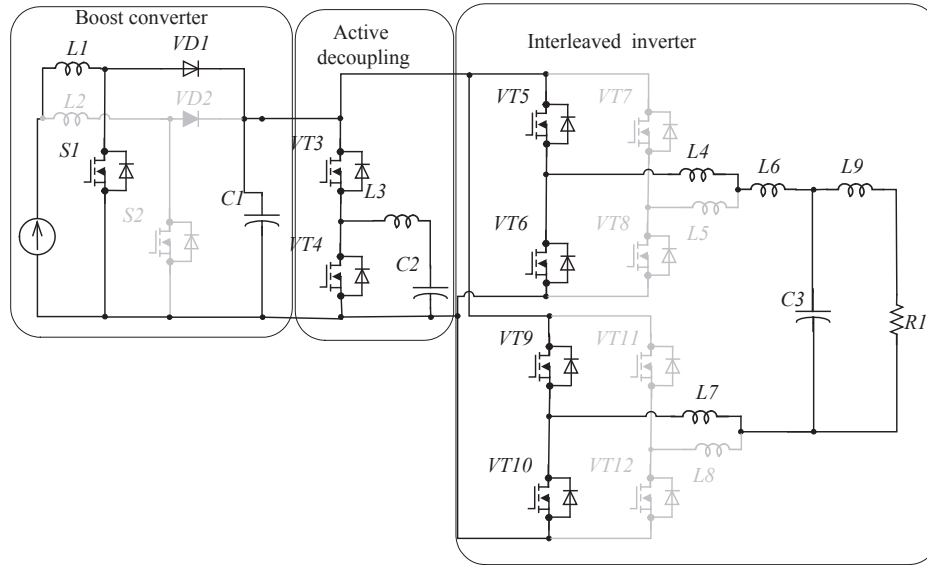 Boost converter
Active
decoupling
Interleaved inverter
L1
VD1
L2
VD2
S1
S2
C1
VT3
L3
VT4
C2
VT5
VT7
L4
L6
L9
VT6
VT8
L5
C3
R1
VT9
VT11
L7
VT10
VT12
L8